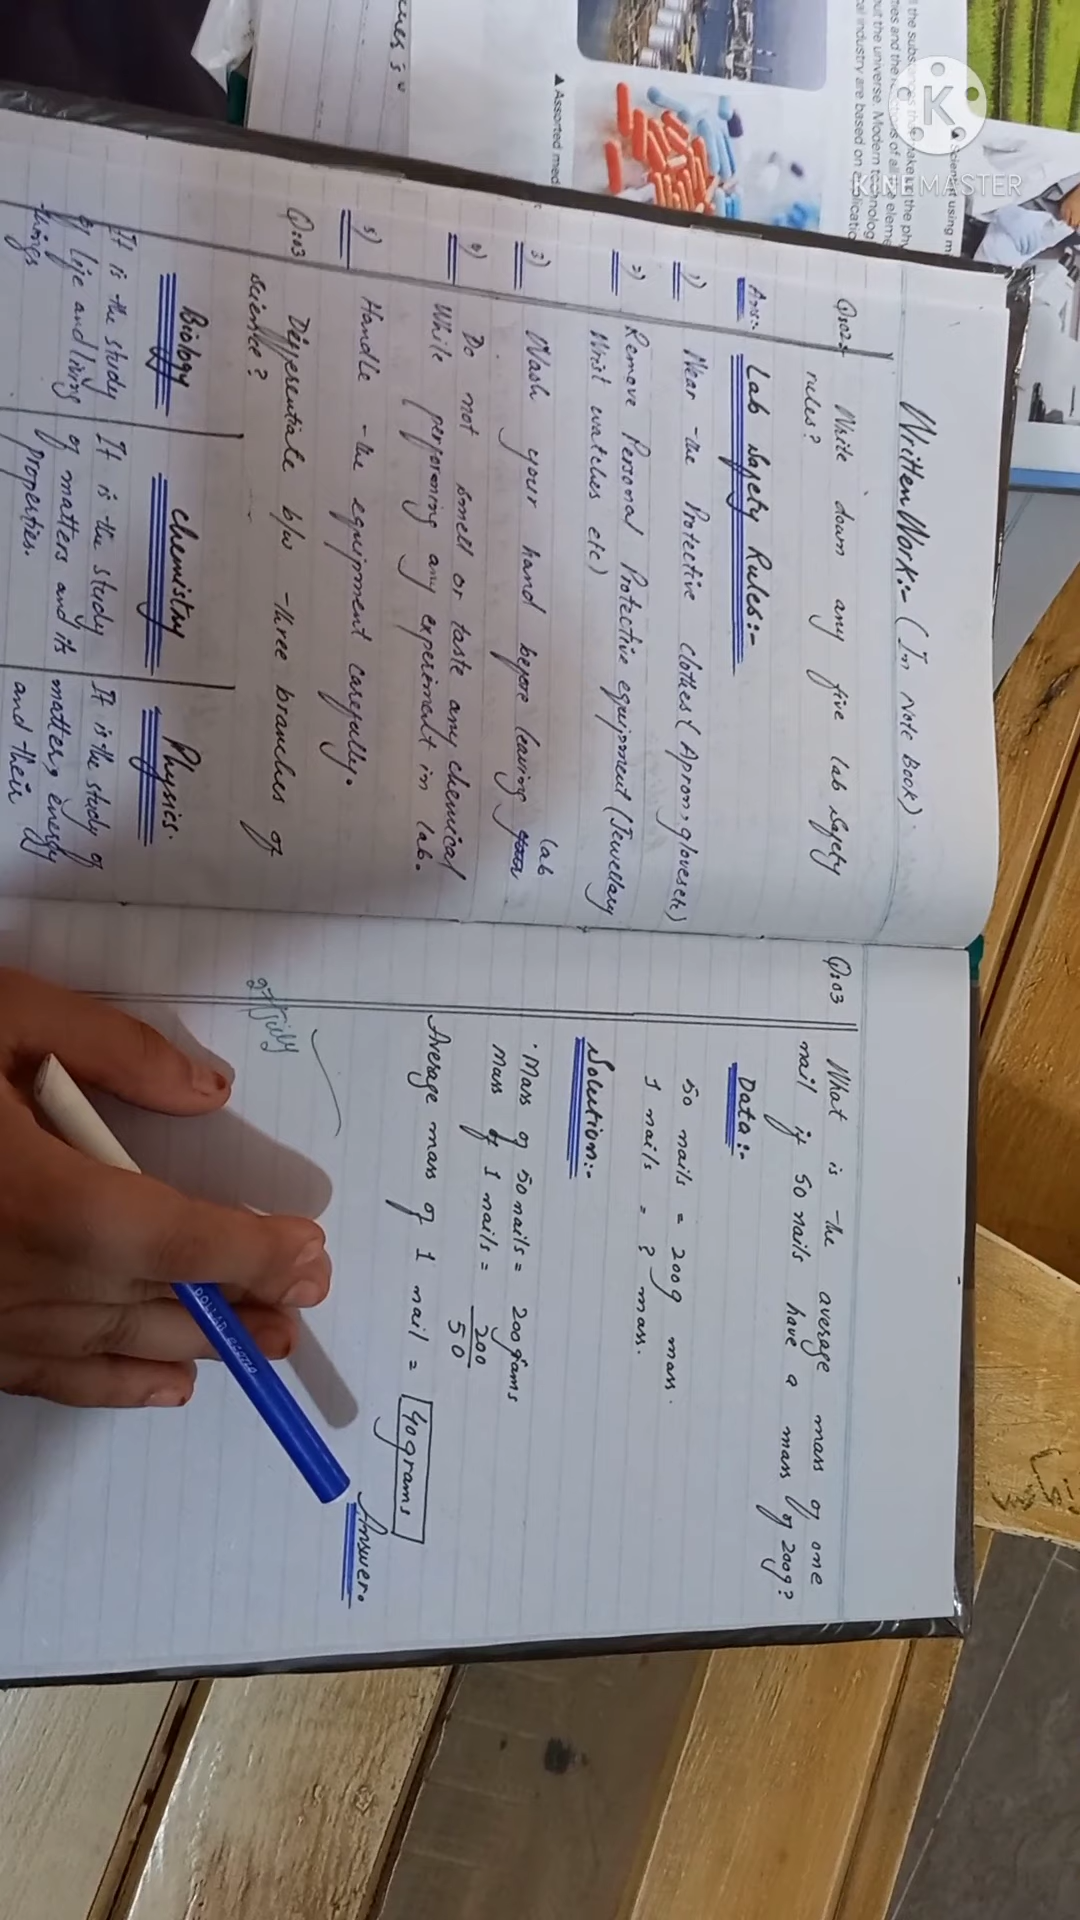 Written Work:- (In Note Book).
Q:02:- Write down any five lab safety
rules?
Ans:- Lab Safety Rules:-
1) Wear the Protective clothes (Apron, gloves etc)
2) Remove Personal Protective equipment (Jewellary
Wrist watches etc)
3) Wash your hand before leaving lab
4) Do not smell or taste any chemical
While performing any experiment in lab.
5) Handle the equipment carefully.
Q:03 Differentiate b/w three branches of
science?
Biology chemistry Physics.
It is the study It is the study It is the study of
of life and living of matters and its matter, energy
things properties. and their
Q:03 What is the average mass of one
nail if 50 nails have a mass of 200g?
Data:-
50 nails = 200g mass.
1 nails = ? mass.
Solution:-
. Mass of 50 nails = 200 grams
Mass of 1 nails = 200
50
Average mass of 1 nail = 40 grams
Answer.
27 July
DOLLAR
▲ Assorted med
KINEMASTER
K